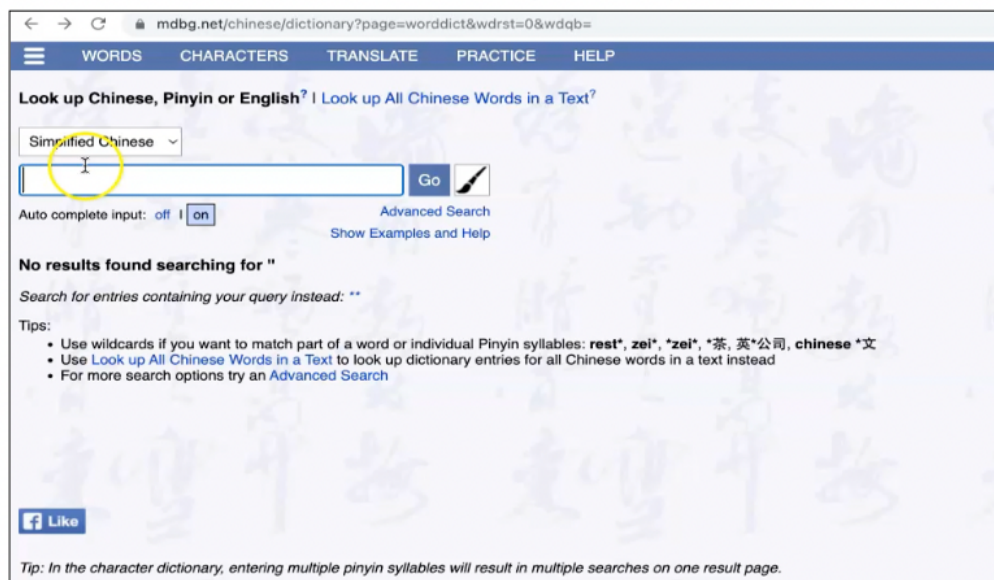 mdbg.net/chinese/dictionary?page=worddict&wdrst=0&wdqb=
WORDS CHARACTERS TRANSLATE PRACTICE HELP
Look up Chinese, Pinyin or English? | Look up All Chinese Words in a Text?
Simplified Chinese
Go
Auto complete input: off | on Advanced Search
Show Examples and Help
No results found searching for ''
Search for entries containing your query instead: **
Tips:
• Use wildcards if you want to match part of a word or individual Pinyin syllables: rest*, zei*, *zei*, *茶, 英*公司, chinese *文
• Use Look up All Chinese Words in a Text to look up dictionary entries for all Chinese words in a text instead
• For more search options try an Advanced Search
f Like
Tip: In the character dictionary, entering multiple pinyin syllables will result in multiple searches on one result page.